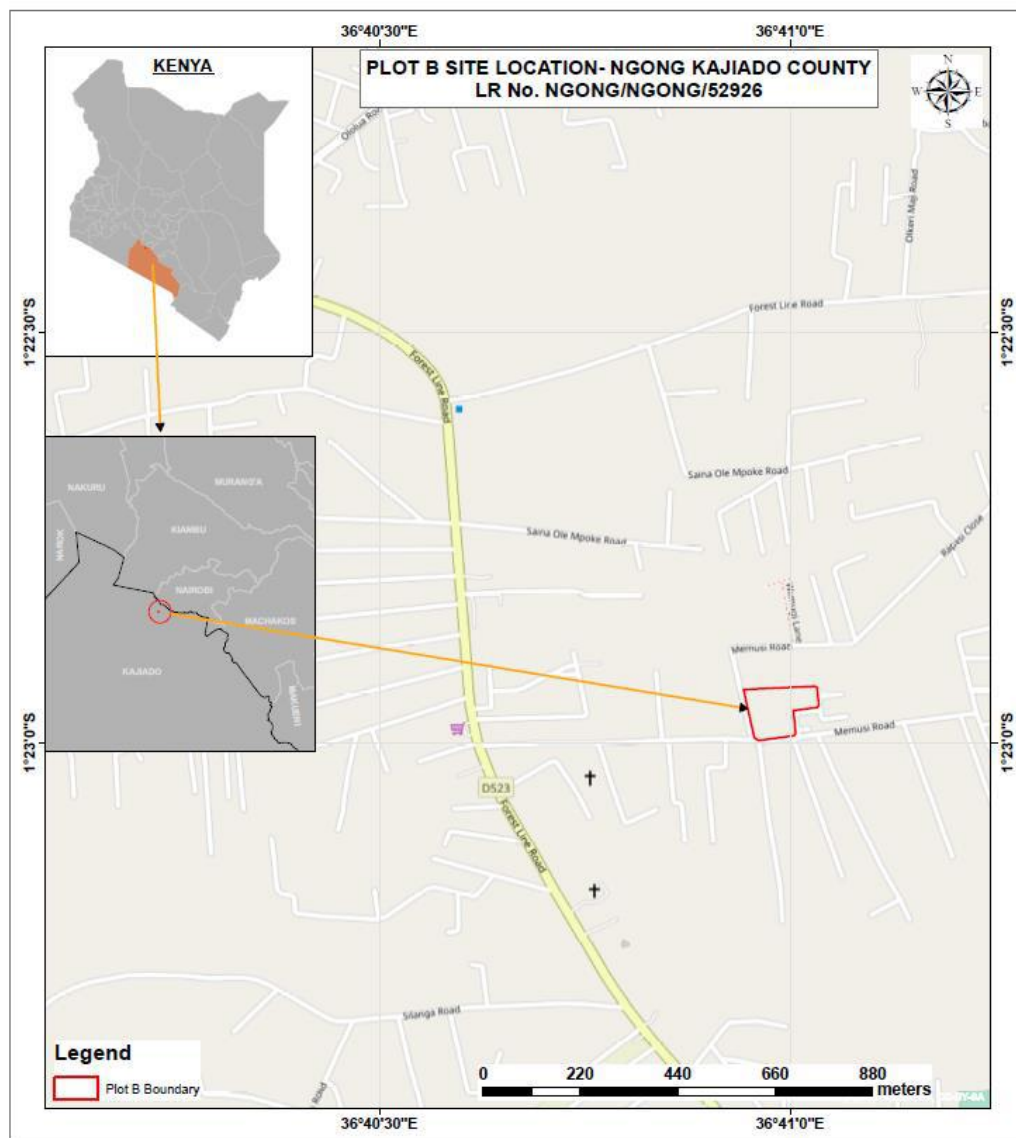 36°40'30"E
36°41'0"E
KENYA
PLOT B SITE LOCATION- NGONG KAJIADO COUNTY
LR No. NGONG/NGONG/52926
N
W
E
S
Olkeri Maji Road
Forest Line Road
1°22'30"S
1°22'30"S
Forest Line Road
Saina Ole Mpoke Road
Saina Ole Mpoke Road
NAKURU
MURANG'A
KIAMBU
NAROK
NAIROBI
MACHAKOS
KAJIADO
MAKUENI
Lane
Memusi Road
Memusi Road
1°23'0"S
1°23'0"S
D523
Forest Line Road
Silanga Road
Road
Legend
Plot B Boundary
0 220 440 660 880
meters
36°40'30"E
36°41'0"E